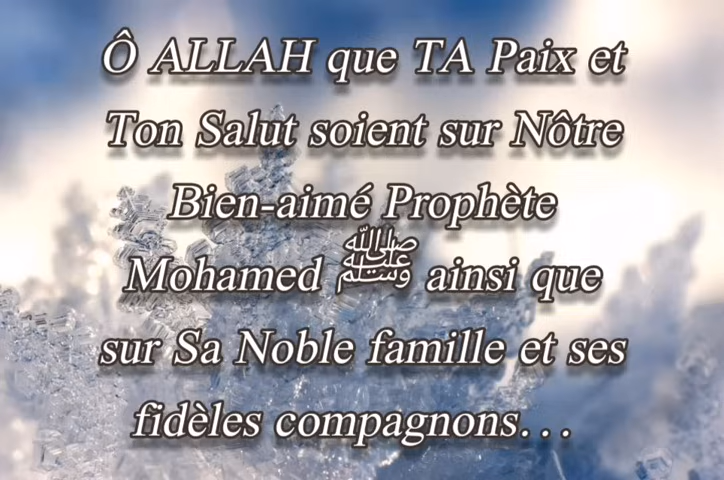 Ô ALLAH que TA Paix et
Ton Salut soient sur Nôtre
Bien-aimé Prophète
Mohamed ﷺ ainsi que
sur Sa Noble famille et ses
fidèles compagnons...